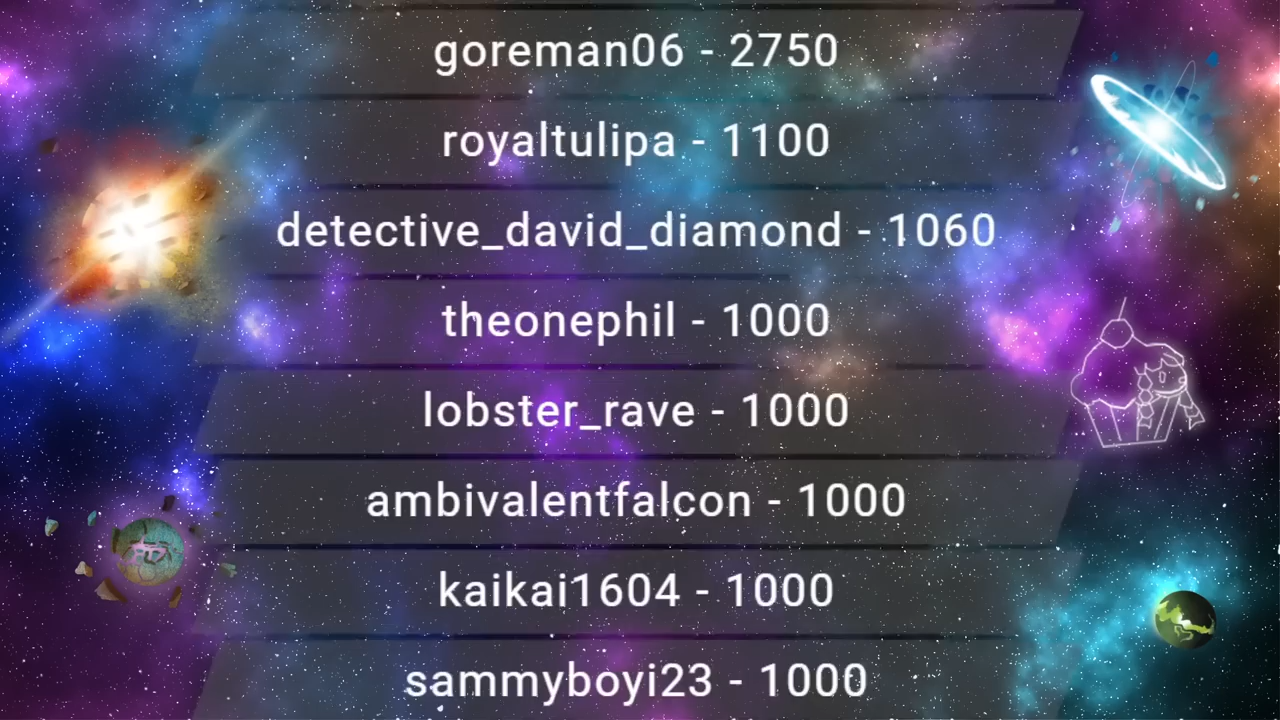 goreman06 - 2750
royaltulipa - 1100
detective_david_diamond - 1060
theonephil - 1000
lobster_rave - 1000
ambivalentfalcon - 1000
kaikai1604 - 1000
sammyboyi23 - 1000